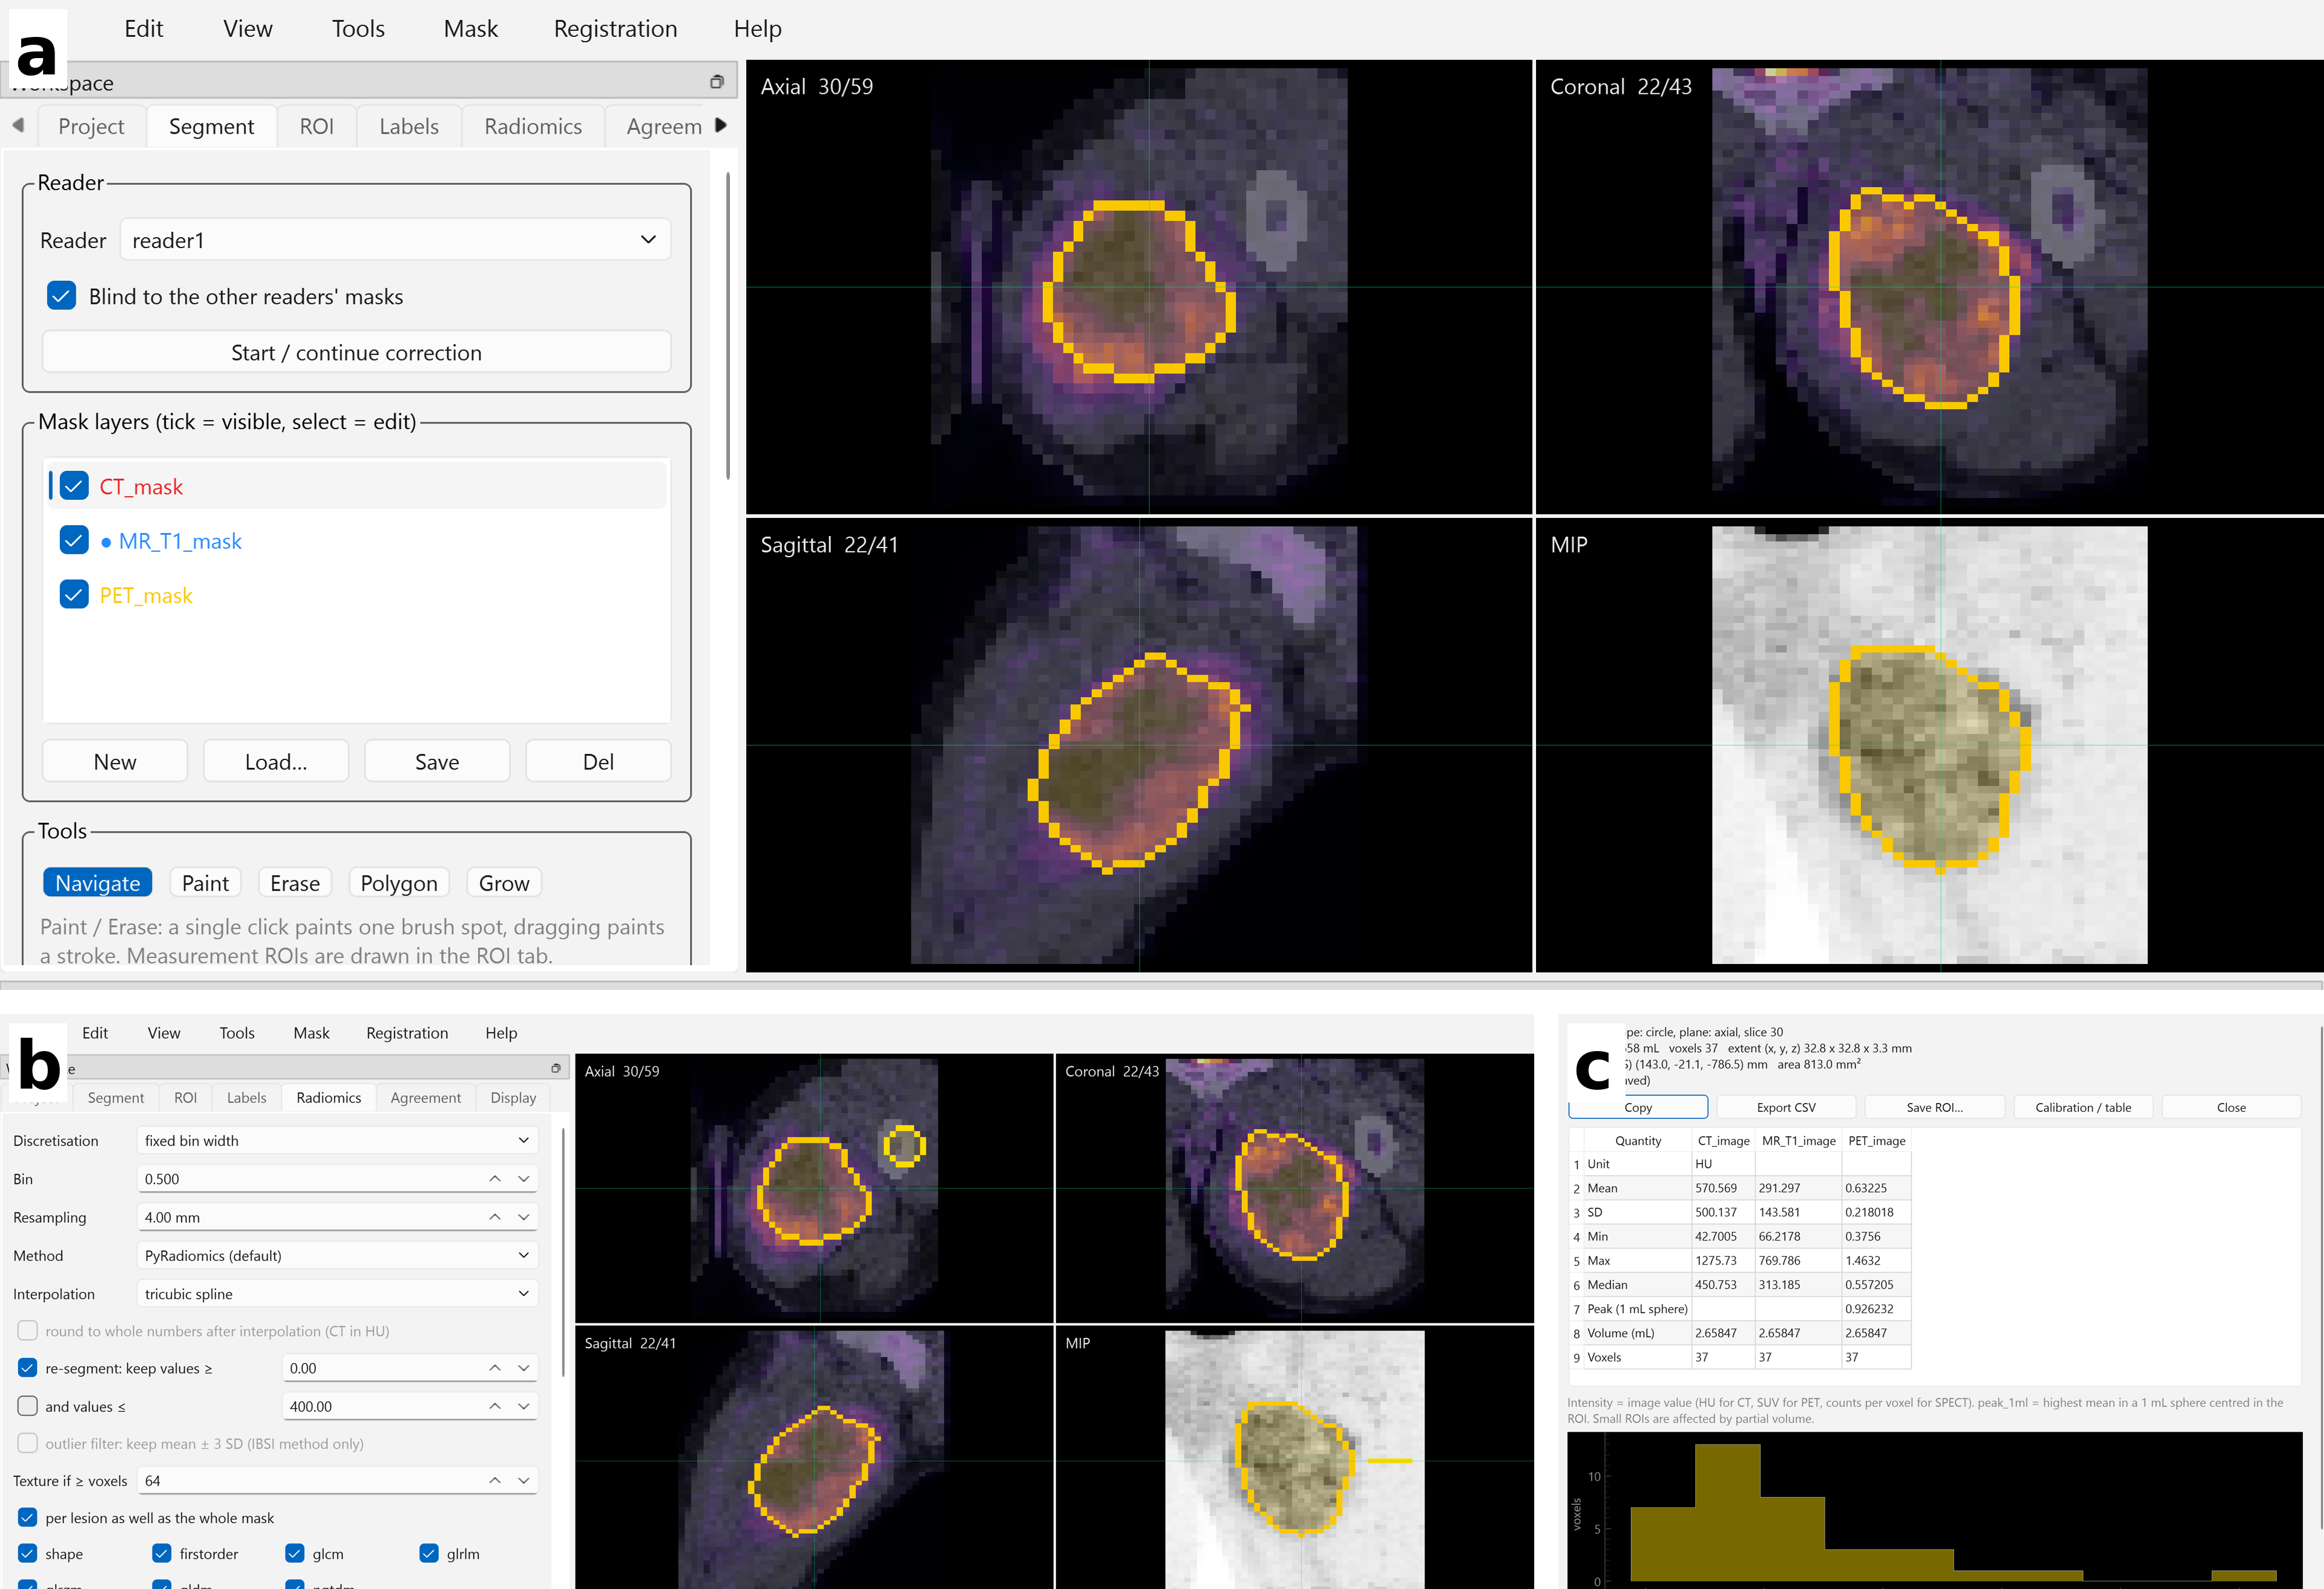 a
Edit View Tools Mask Registration Help
Axial 30/59
Coronal 22/43
Project Segment ROI Labels Radiomics Agreem
Reader
Reader reader1
Blind to the other readers' masks
Start / continue correction
Mask layers (tick = visible, select = edit)
CT_mask
MR_T1_mask
PET_mask
New Load... Save Del
Tools
Navigate Paint Erase Polygon Grow
Paint / Erase: a single click paints one brush spot, dragging paints
a stroke. Measurement ROIs are drawn in the ROI tab.
Sagittal 22/41
MIP
b
Edit View Tools Mask Registration Help
Segment ROI Labels Radiomics Agreement Display
Discretisation fixed bin width
Bin 0.500
Resampling 4.00 mm
Method PyRadiomics (default)
Interpolation tricubic spline
round to whole numbers after interpolation (CT in HU)
re-segment: keep values ≥ 0.00
and values ≤ 400.00
outlier filter: keep mean ± 3 SD (IBSI method only)
Texture if ≥ voxels 64
per lesion as well as the whole mask
shape firstorder glcm glrlm
Axial 30/59
Coronal 22/43
Sagittal 22/41
MIP
c
pe: circle, plane: axial, slice 30
58 mL voxels 37 extent (x, y, z) 32.8 x 32.8 x 3.3 mm
(143.0, -21.1, -786.5) mm area 813.0 mm²
aved)
Copy Export CSV Save ROI... Calibration / table Close
Quantity CT_image MR_T1_image PET_image
1 Unit HU
2 Mean 570.569 291.297 0.63225
3 SD 500.137 143.581 0.218018
4 Min 42.7005 66.2178 0.3756
5 Max 1275.73 769.786 1.4632
6 Median 450.753 313.185 0.557205
7 Peak (1 mL sphere) 0.926232
8 Volume (mL) 2.65847 2.65847 2.65847
9 Voxels 37 37 37
Intensity = image value (HU for CT, SUV for PET, counts per voxel for SPECT). peak_1ml = highest mean in a 1 mL sphere centred in the
ROI. Small ROIs are affected by partial volume.
voxels
10
5
0